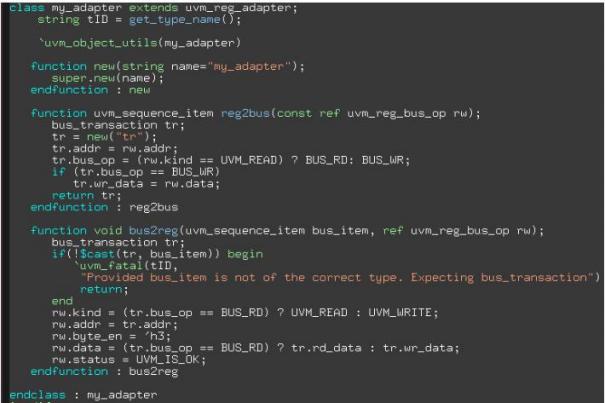 class my_adapter extends uvm_reg_adapter;
string tID = get_type_name();
`uvm_object_utils(my_adapter)
function new(string name="my_adapter");
super.new(name);
endfunction : new
function uvm_sequence_item reg2bus(const ref uvm_reg_bus_op rw);
bus_transaction tr;
tr = new("tr");
tr.addr = rw.addr;
tr.bus_op = (rw.kind == UVM_READ) ? BUS_RD: BUS_WR;
if (tr.bus_op == BUS_WR)
tr.wr_data = rw.data;
return tr;
endfunction : reg2bus
function void bus2reg(uvm_sequence_item bus_item, ref uvm_reg_bus_op rw);
bus_transaction tr;
if(!$cast(tr, bus_item)) begin
`uvm_fatal(tID,
"Provided bus_item is not of the correct type. Expecting bus_transaction")
return;
end
rw.kind = (tr.bus_op == BUS_RD) ? UVM_READ : UVM_WRITE;
rw.addr = tr.addr;
rw.byte_en = 'h3;
rw.data = (tr.bus_op == BUS_RD) ? tr.rd_data : tr.wr_data;
rw.status = UVM_IS_OK;
endfunction : bus2reg
endclass : my_adapter